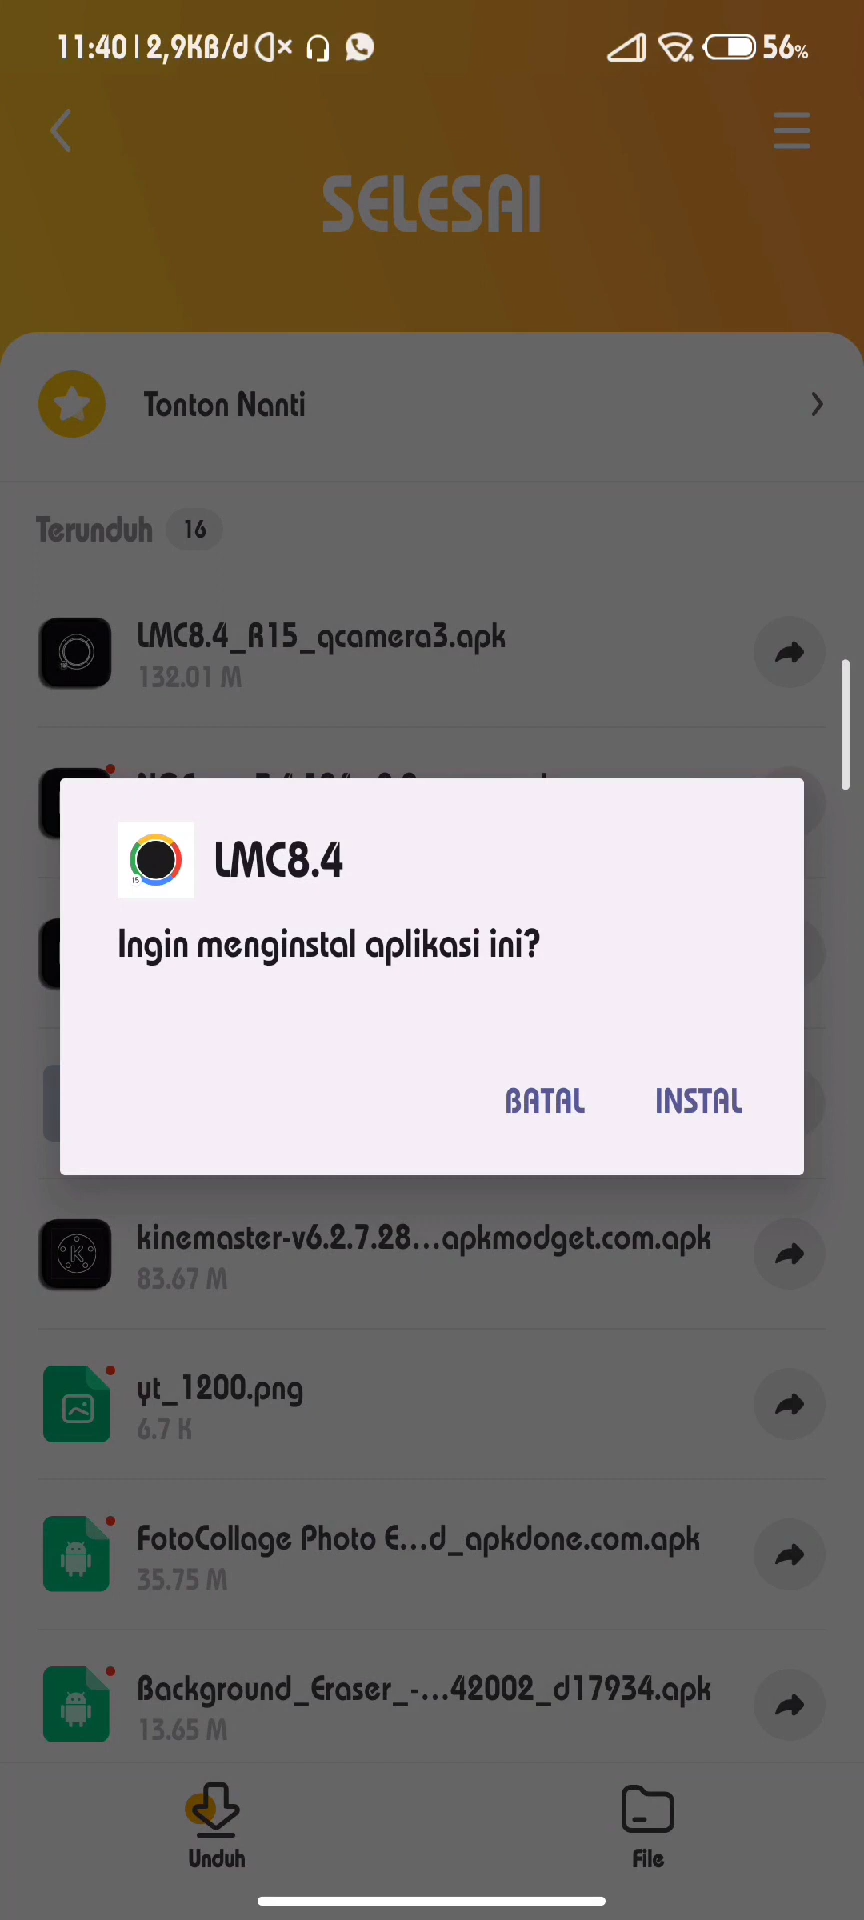 11:40 | 2,9KB/d
56%
SELESAI
Tonton Nanti
Terunduh 16
LMC8.4_R15_qcamera3.apk
132.01 M
LMC8.4
Ingin menginstal aplikasi ini?
BATAL INSTAL
kinemaster-v6.2.7.28...apkmodget.com.apk
83.67 M
yt_1200.png
6.7 K
FotoCollage Photo E...d_apkdone.com.apk
35.75 M
Background_Eraser_-...42002_d17934.apk
13.65 M
Unduh File